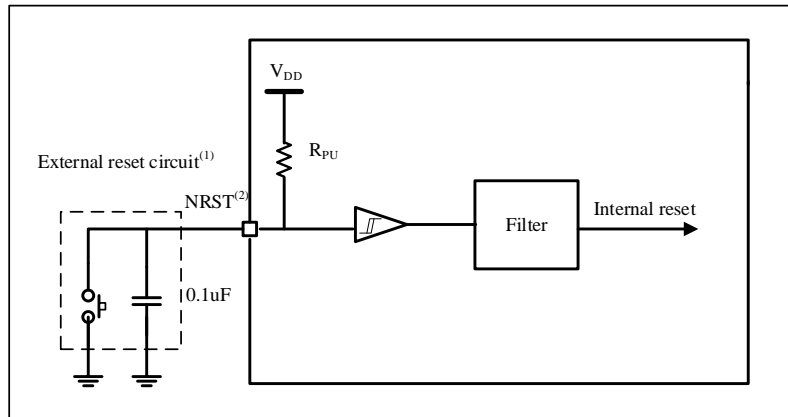 V_DD
R_PU
External reset circuit(1)
NRST(2)
Filter
Internal reset
0.1uF